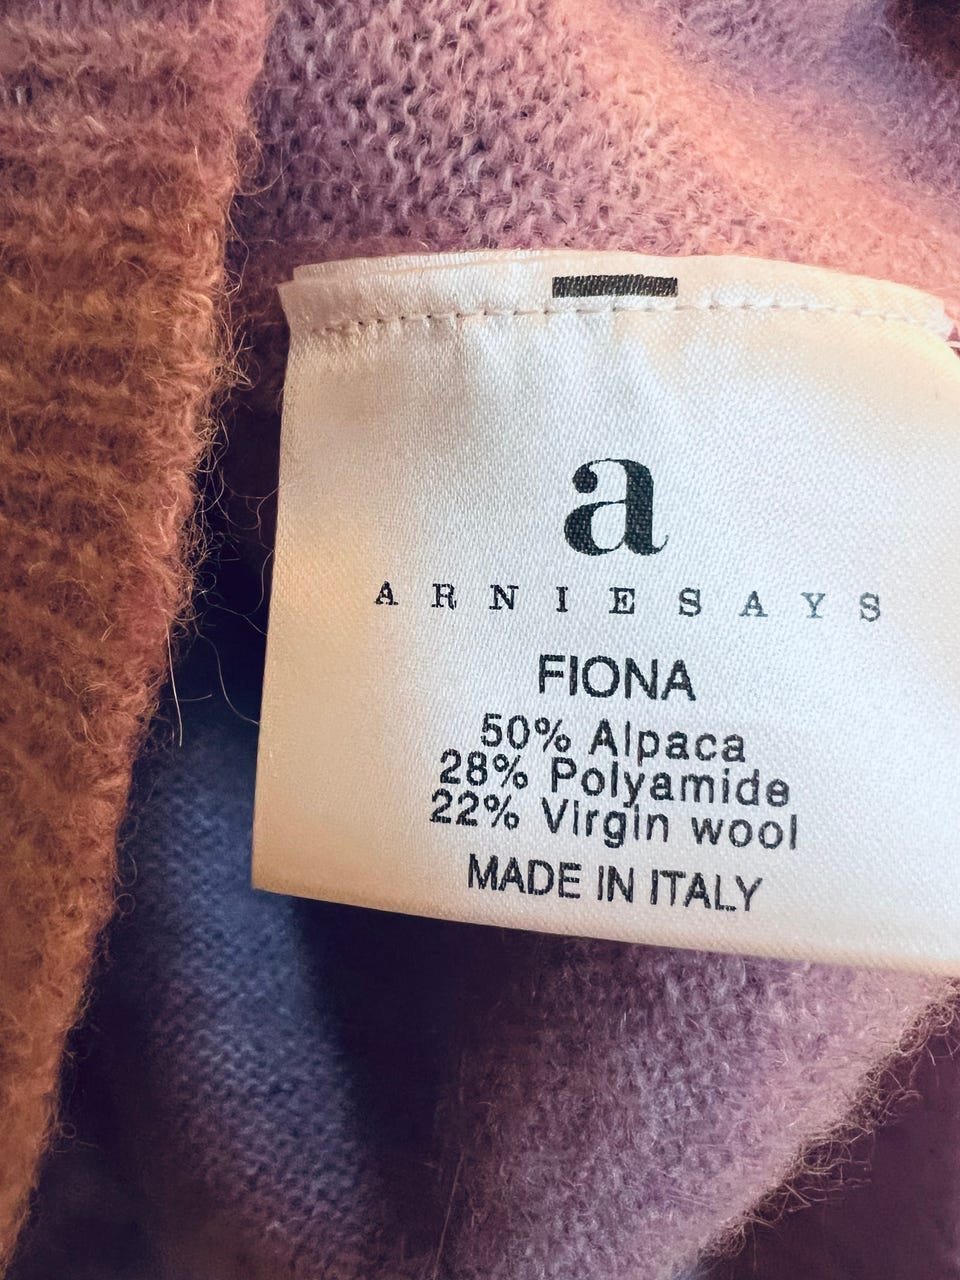 a
ARNIESAYS
FIONA
50% Alpaca
28% Polyamide
22% Virgin wool
MADE IN ITALY